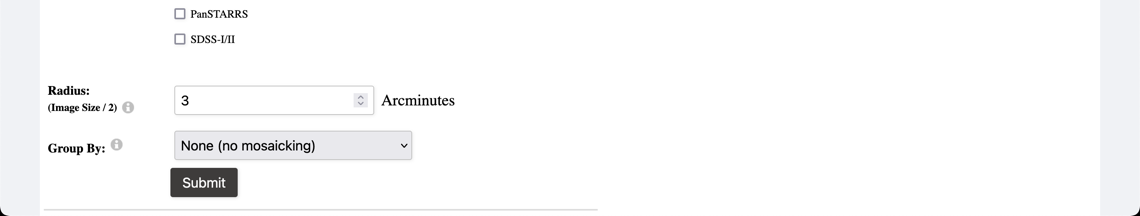 PanSTARRS
SDSS-I/II
Radius:
(Image Size / 2)
3
Arcminutes
Group By:
None (no mosaicking)
Submit